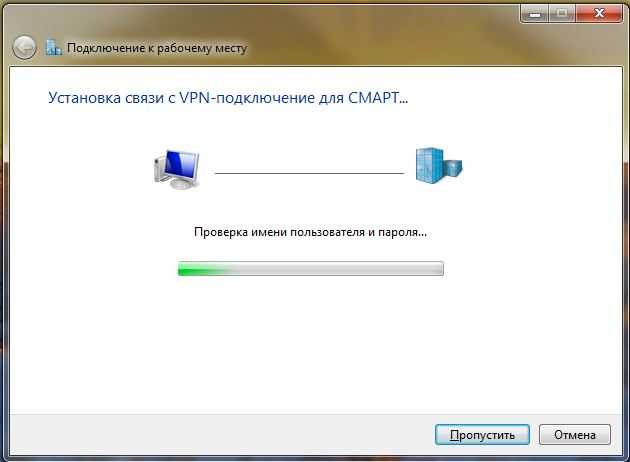 Подключение к рабочему месту
Установка связи с VPN-подключение для СМАРТ...
Проверка имени пользователя и пароля...
Пропустить
Отмена